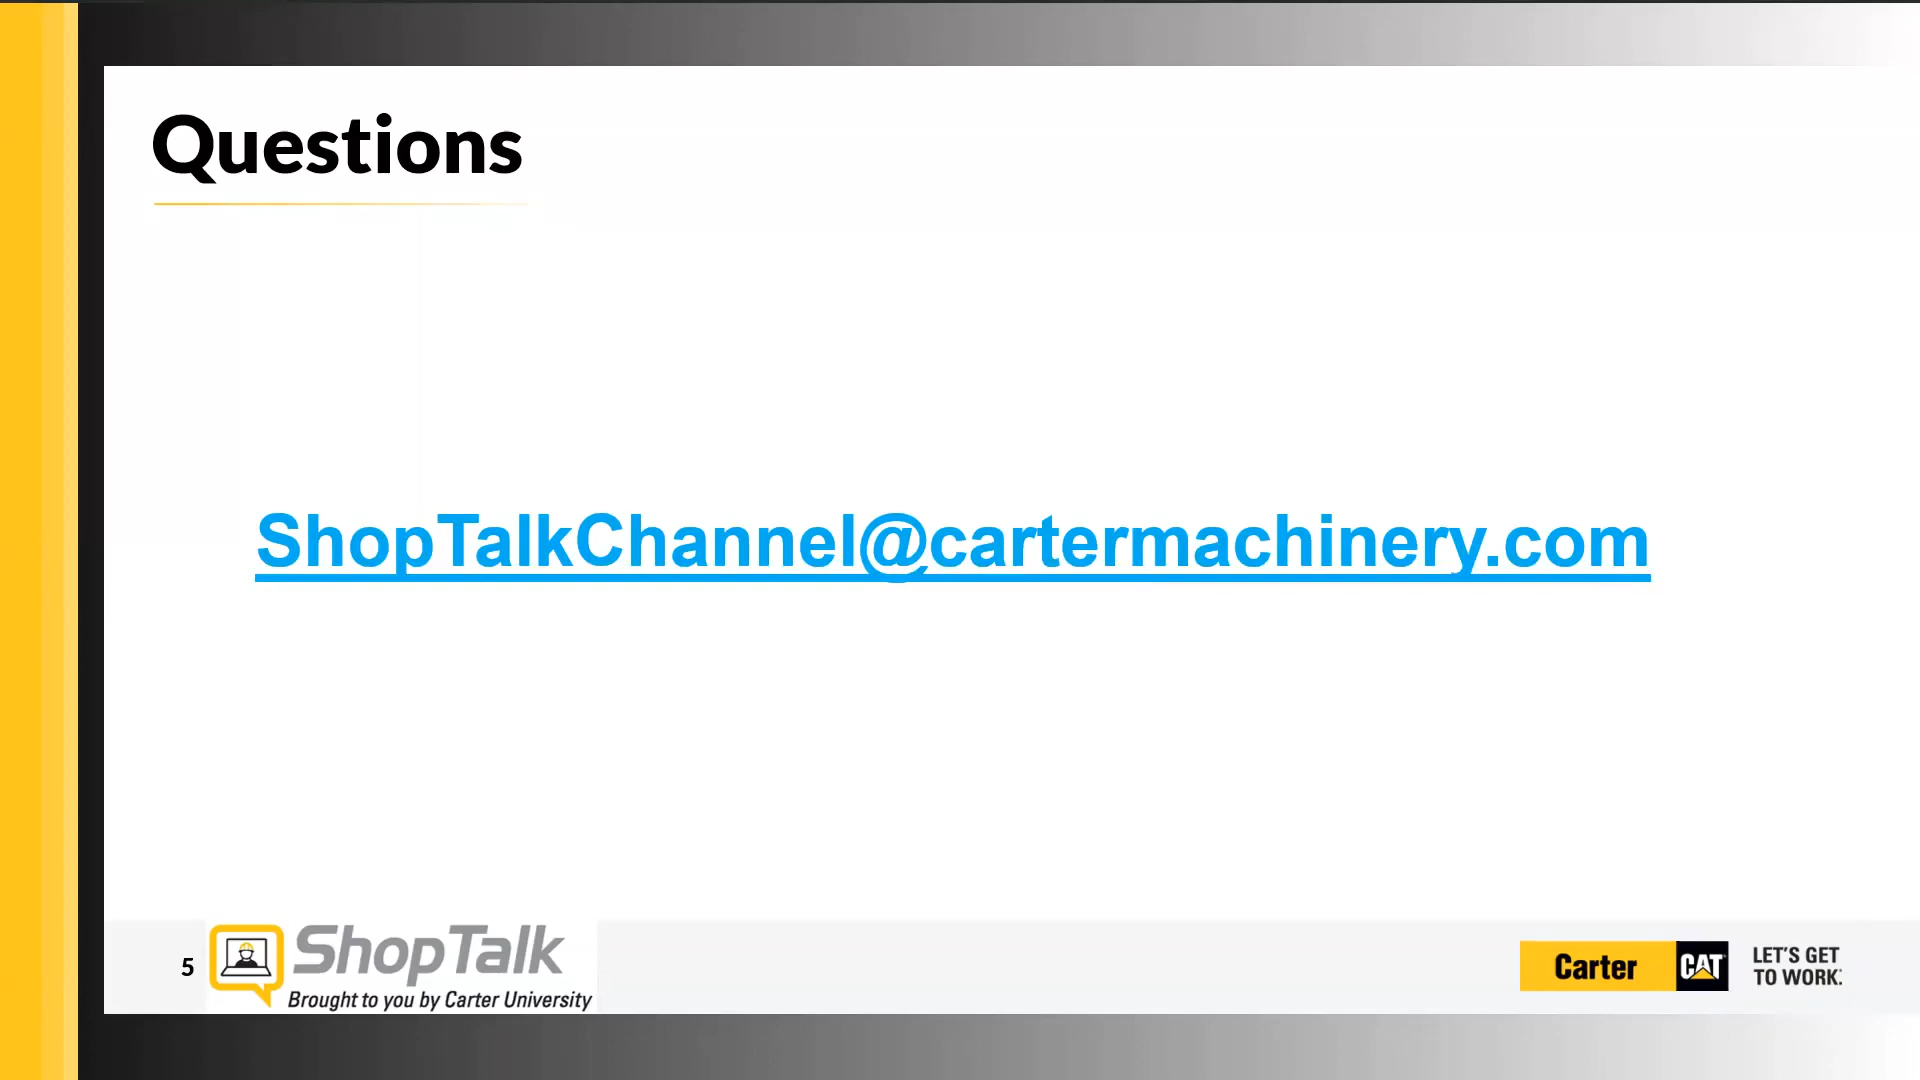 Questions
ShopTalkChannel@cartermachinery.com
5
ShopTalk
Brought to you by Carter University
Carter CAT
LET'S GET
TO WORK.